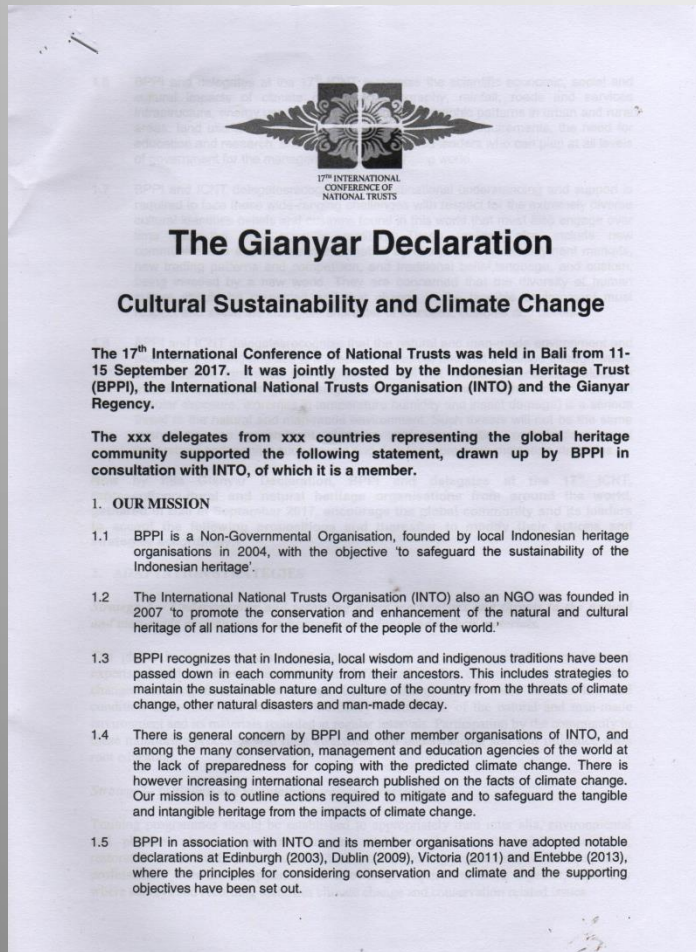 17TH INTERNATIONAL
CONFERENCE OF
NATIONAL TRUSTS
The Gianyar Declaration
Cultural Sustainability and Climate Change
The 17th International Conference of National Trusts was held in Bali from 11-
15 September 2017. It was jointly hosted by the Indonesian Heritage Trust
(BPPI), the International National Trusts Organisation (INTO) and the Gianyar
Regency.
The xxx delegates from xxx countries representing the global heritage
community supported the following statement, drawn up by BPPI in
consultation with INTO, of which it is a member.
1. OUR MISSION
1.1 BPPI is a Non-Governmental Organisation, founded by local Indonesian heritage
organisations in 2004, with the objective 'to safeguard the sustainability of the
Indonesian heritage'.
1.2 The International National Trusts Organisation (INTO) also an NGO was founded in
2007 'to promote the conservation and enhancement of the natural and cultural
heritage of all nations for the benefit of the people of the world.'
1.3 BPPI recognizes that in Indonesia, local wisdom and indigenous traditions have been
passed down in each community from their ancestors. This includes strategies to
maintain the sustainable nature and culture of the country from the threats of climate
change, other natural disasters and man-made decay.
1.4 There is general concern by BPPI and other member organisations of INTO, and
among the many conservation, management and education agencies of the world at
the lack of preparedness for coping with the predicted climate change. There is
however increasing international research published on the facts of climate change.
Our mission is to outline actions required to mitigate and to safeguard the tangible
and intangible heritage from the impacts of climate change.
1.5 BPPI in association with INTO and its member organisations have adopted notable
declarations at Edinburgh (2003), Dublin (2009), Victoria (2011) and Entebbe (2013),
where the principles for considering conservation and climate and the supporting
objectives have been set out.